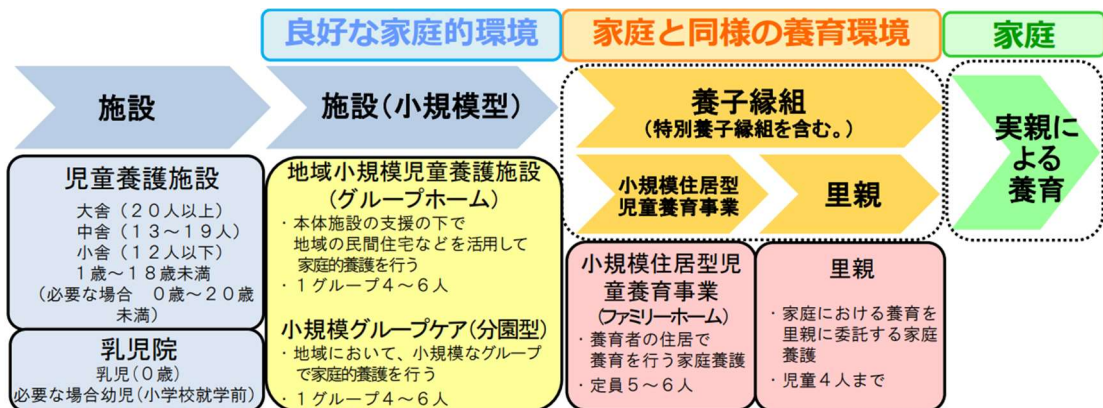 良好な家庭的環境
家庭と同様の養育環境
家庭
施設
施設（小規模型）
養子縁組
（特別養子縁組を含む。）
小規模住居型
児童養育事業
里親
実親に
よる
養育
児童養護施設
大舎（２０人以上）
中舎（１３～１９人）
小舎（１２人以下）
１歳～１８歳未満
（必要な場合　０歳～２０歳
未満）
乳児院
乳児（０歳）
必要な場合幼児（小学校就学前）
地域小規模児童養護施設
（グループホーム）
・本体施設の支援の下で
地域の民間住宅などを活用して
家庭的養護を行う
・１グループ４～６人
小規模グループケア（分園型）
・地域において、小規模なグループ
で家庭的養護を行う
・１グループ４～６人
小規模住居型児
童養育事業
（ファミリーホーム）
・養育者の住居で
養育を行う家庭養護
・定員５～６人
里親
・家庭における養育を
里親に委託する家庭
養護
・児童４人まで